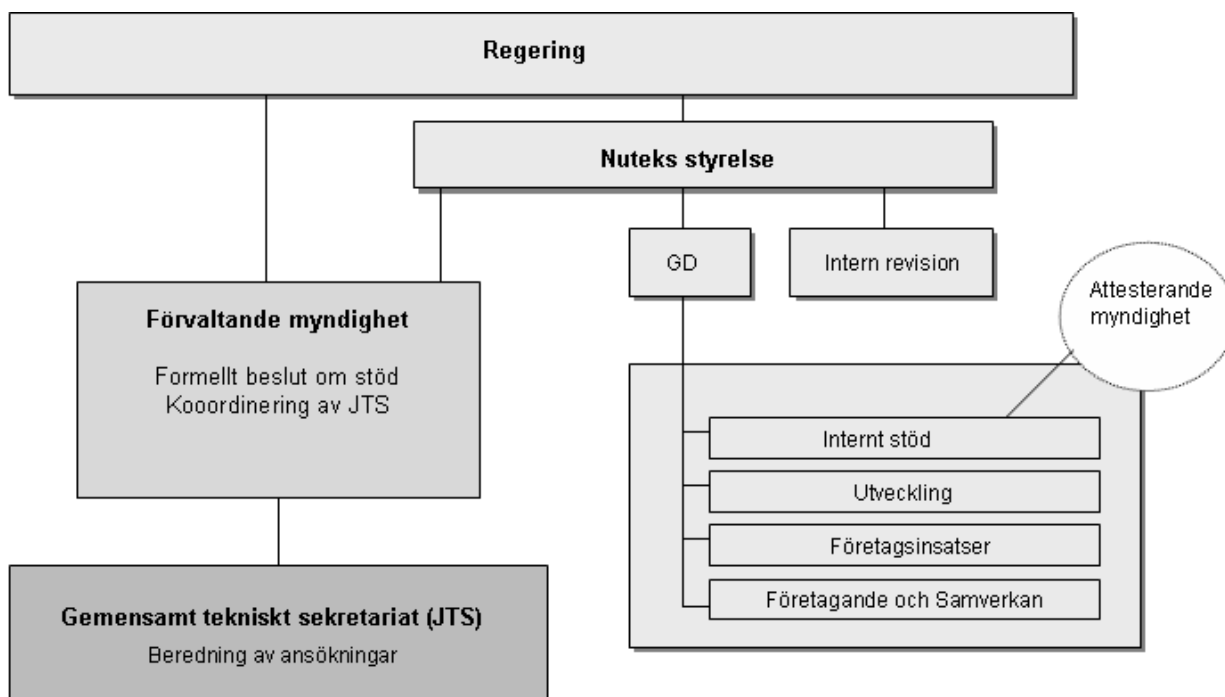 Regering
Nuteks styrelse
GD
Intern revision
Attesterande
myndighet
Förvaltande myndighet
Formellt beslut om stöd
Kooordinering av JTS
Internt stöd
Utveckling
Företagsinsatser
Företagande och Samverkan
Gemensamt tekniskt sekretariat (JTS)
Beredning av ansökningar